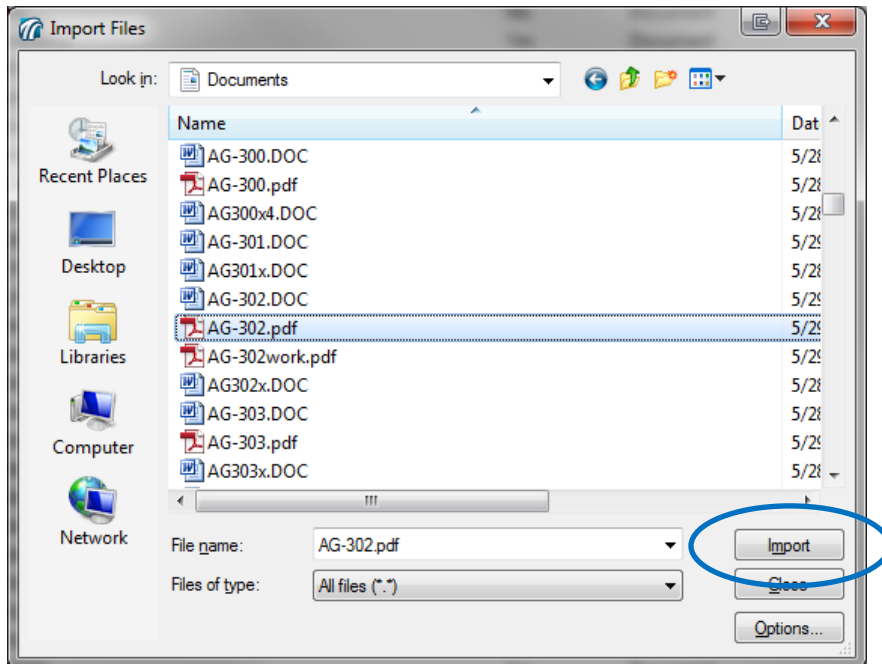 Import Files
Look in: Documents
Name Dat
AG-300.DOC 5/28
AG-300.pdf 5/28
AG300x4.DOC 5/28
AG-301.DOC 5/29
AG301x.DOC 5/28
AG-302.DOC 5/29
AG-302.pdf 5/29
AG-302work.pdf 5/29
AG302x.DOC 5/28
AG-303.DOC 5/28
AG-303.pdf 5/29
AG303x.DOC 5/28
Recent Places
Desktop
Libraries
Computer
Network
File name: AG-302.pdf Import
Files of type: All files (*.*) Close
Options...